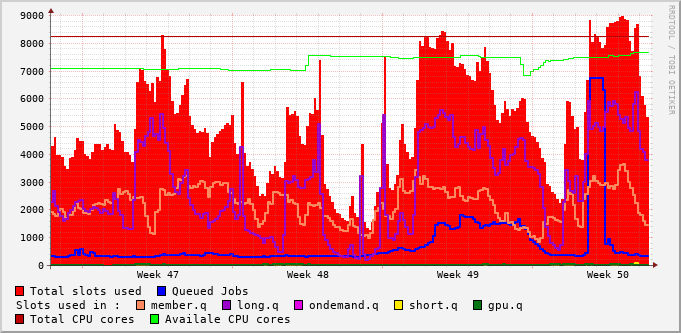 9000
8000
7000
6000
5000
4000
3000
2000
1000
0
Week 47 Week 48 Week 49 Week 50
RRDTOOL / TOBI OETIKER
Total slots used Queued Jobs
Slots used in : member.q long.q ondemand.q short.q gpu.q
Total CPU cores Availale CPU cores